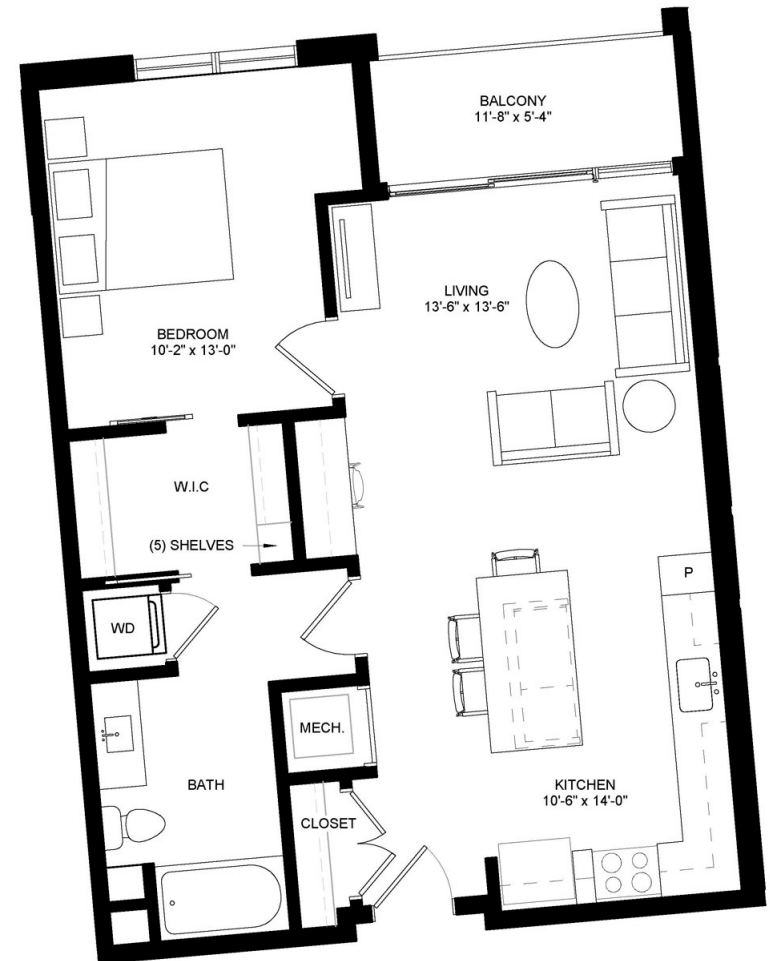 BALCONY
11'-8" x 5'-4"
LIVING
13'-6" x 13'-6"
BEDROOM
10'-2" x 13'-0"
W.I.C
(5) SHELVES
P
WD
MECH.
BATH
KITCHEN
10'-6" x 14'-0"
CLOSET